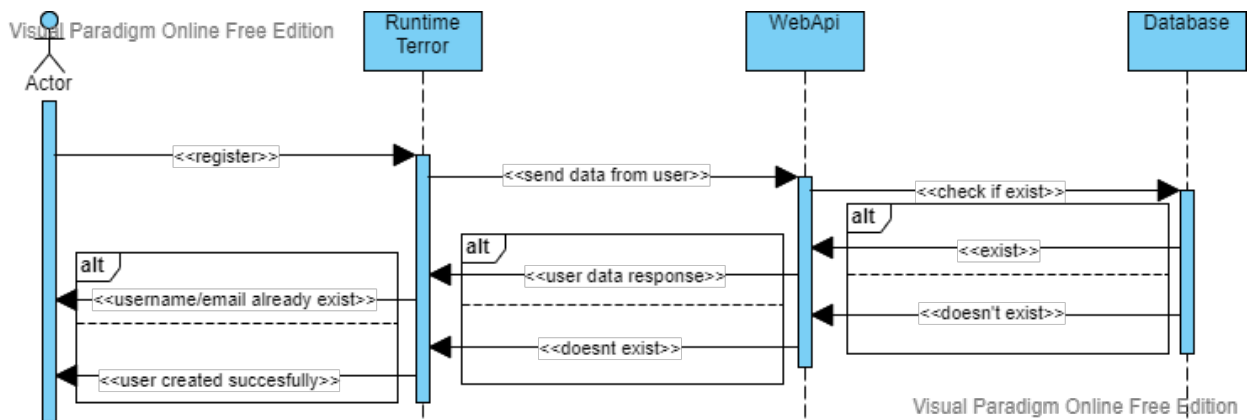 Visual Paradigm Online Free Edition
Actor
Runtime
Terror
WebApi
Database
<<register>>
<<send data from user>>
<<check if exist>>
alt
<<exist>>
<<doesn't exist>>
alt
<<user data response>>
<<doesnt exist>>
alt
<<username/email already exist>>
<<user created succesfully>>
Visual Paradigm Online Free Edition